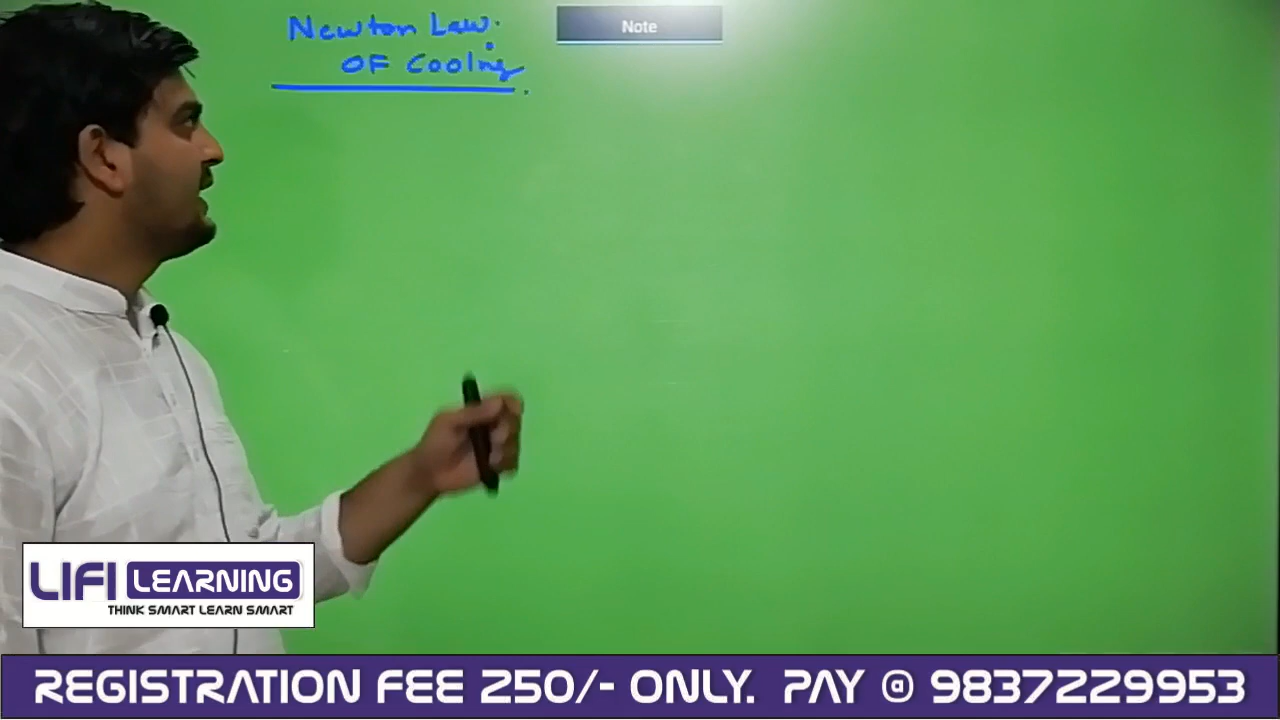 Newton Law.
OF Cooling
Note
LIFI LEARNING
THINK SMART LEARN SMART
REGISTRATION FEE 250/- ONLY. PAY @ 9837229953